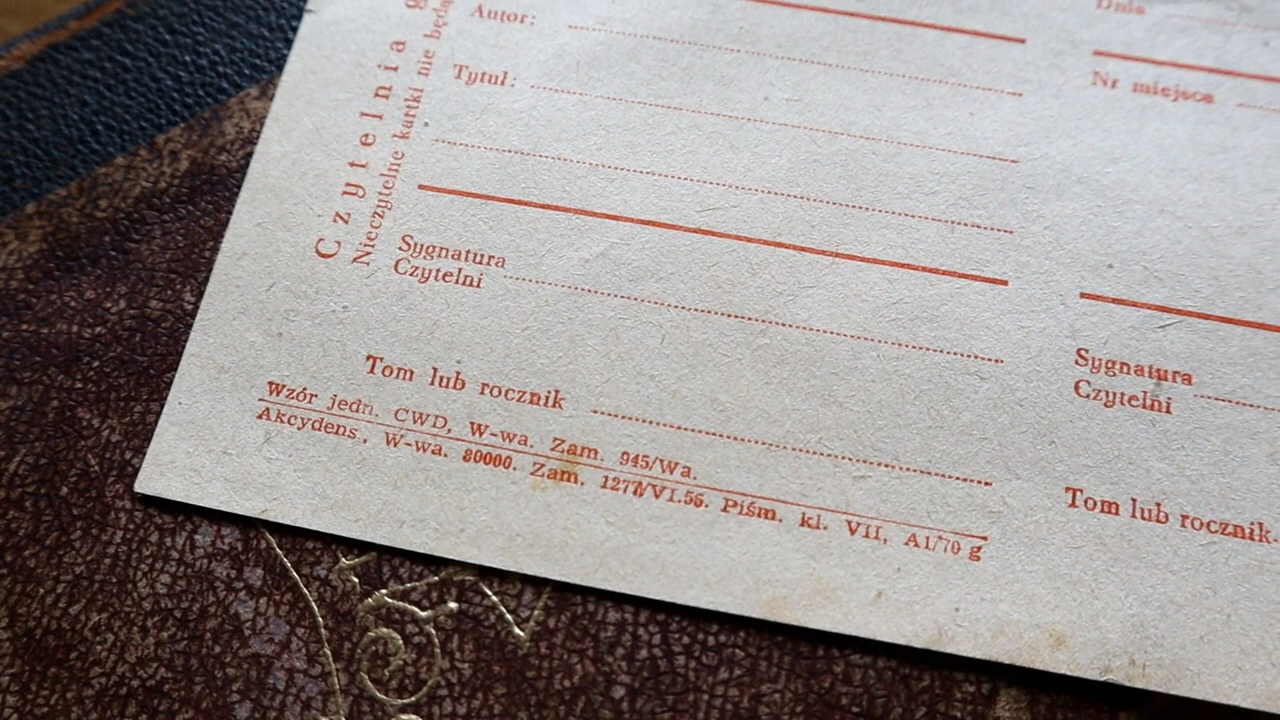 Czytelnia
Nieczytelne kartki nie będą
Autor:
Tytuł:
Sygnatura
Czytelni
Tom lub rocznik
Wzór jedn. CWD, W-wa. Zam. 945/Wa.
Akcydens, W-wa. 80000. Zam. 1277/VI.56. Piśm. kl. VII, A1/70 g
Dnia
Nr miejsca
Sygnatura
Czytelni
Tom lub rocznik.